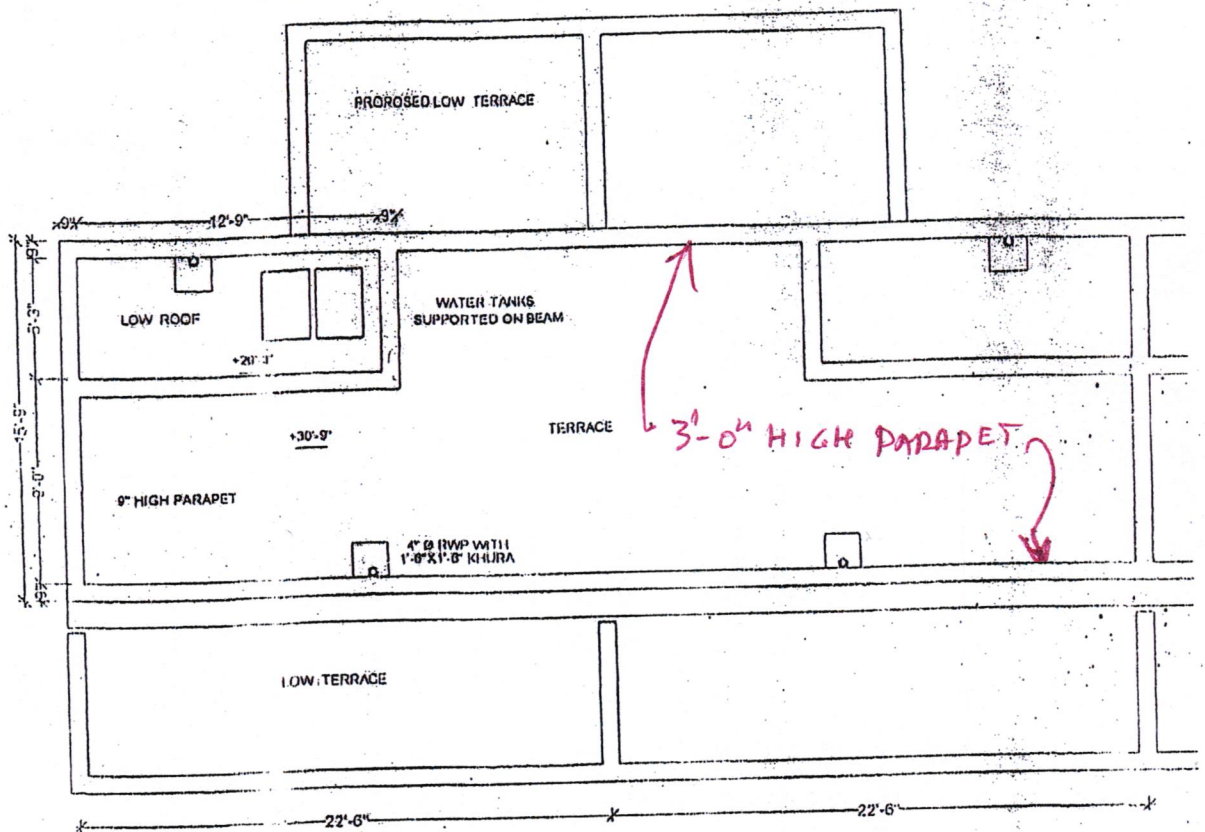 PROROSED LOW TERRACE
9"
12'-9"
9"
9"
5'-3"
15'-9"
9'-0"
9"
LOW ROOF
WATER TANKS
SUPPORTED ON BEAM
+30'-9"
TERRACE
3'-0" HIGH PARAPET
9" HIGH PARAPET
4" Ø RWP WITH
1'-6"X1'-6" KHURA
LOW TERRACE
22'-6"
22'-6"